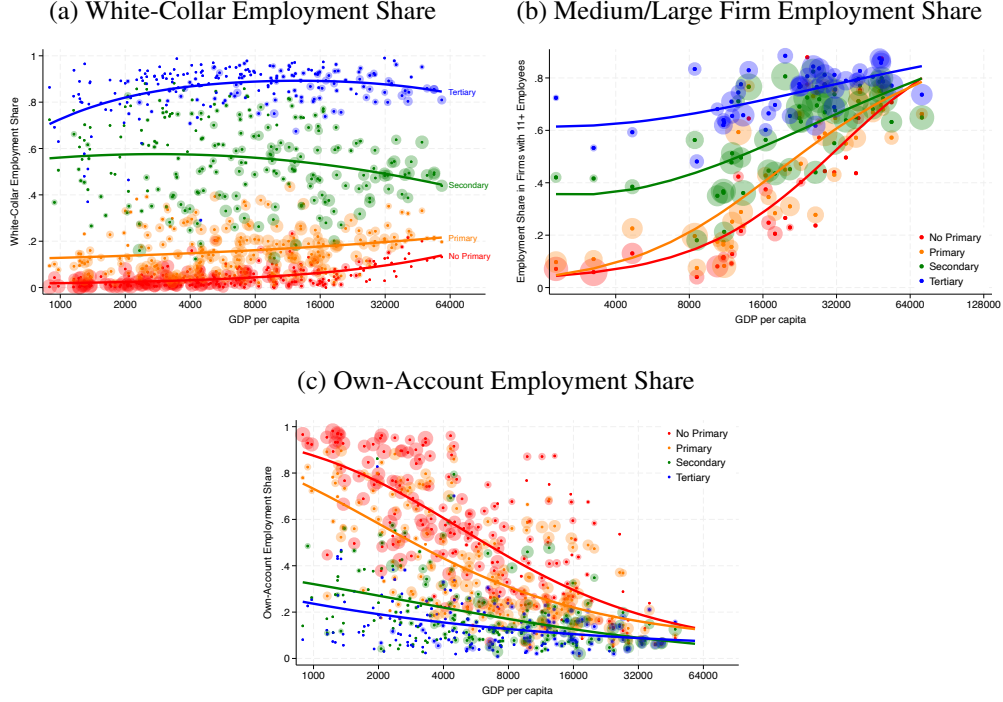 (a) White-Collar Employment Share
White-Collar Employment Share
1
.8
.6
.4
.2
0
Tertiary
Secondary
Primary
No Primary
1000 2000 4000 8000 16000 32000 64000
GDP per capita
(b) Medium/Large Firm Employment Share
Employment Share in Firms with 11+ Employees
.8
.6
.4
.2
0
No Primary
Primary
Secondary
Tertiary
4000 8000 16000 32000 64000 128000
GDP per capita
(c) Own-Account Employment Share
Own-Account Employment Share
1
.8
.6
.4
.2
0
No Primary
Primary
Secondary
Tertiary
1000 2000 4000 8000 16000 32000 64000
GDP per capita